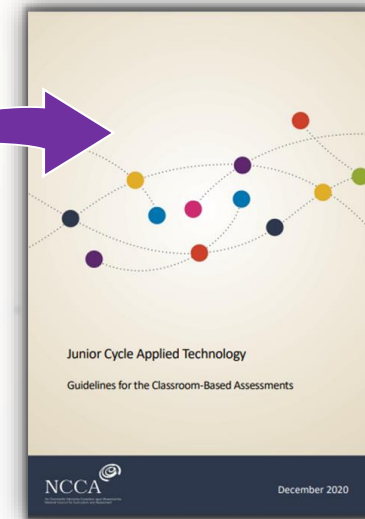 Junior Cycle Applied Technology
Guidelines for the Classroom-Based Assessments
NCCA
December 2020